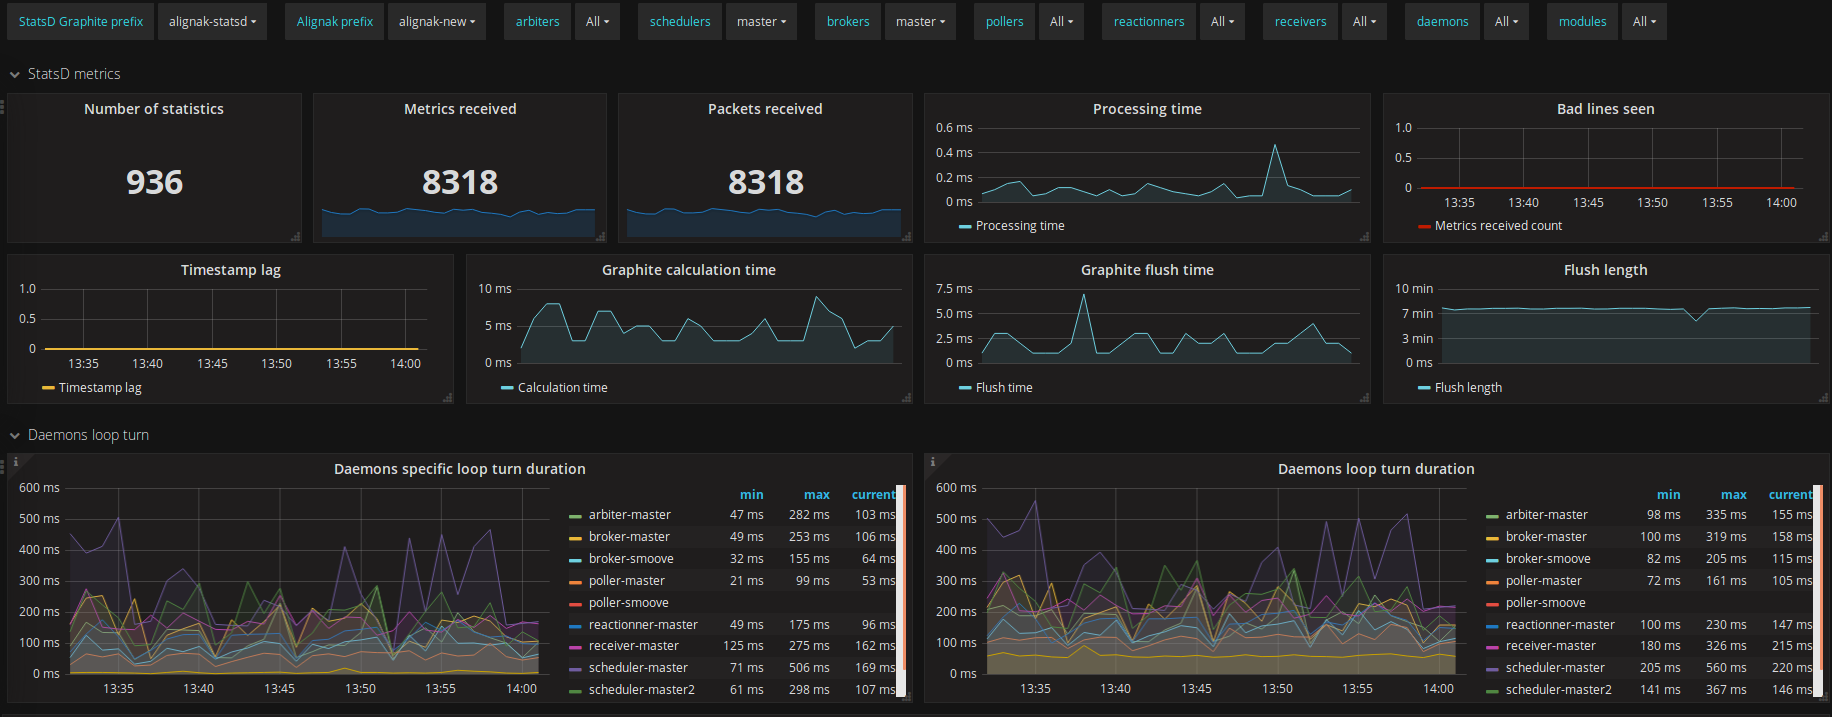 StatsD Graphite prefix alignak-statsd Alignak prefix alignak-new arbiters All schedulers master brokers master pollers All reactionners All receivers All daemons All modules All
StatsD metrics
Number of statistics
936
Metrics received
8318
Packets received
8318
Processing time
0.6 ms
0.4 ms
0.2 ms
0 ms
Processing time
Bad lines seen
1.0
0.5
0
13:35 13:40 13:45 13:50 13:55 14:00
Metrics received count
Timestamp lag
1.0
0.5
0
13:35 13:40 13:45 13:50 13:55 14:00
Timestamp lag
Graphite calculation time
10 ms
5 ms
0 ms
Calculation time
Graphite flush time
7.5 ms
5.0 ms
2.5 ms
0 ms
Flush time
Flush length
10 min
7 min
3 min
0 ms
Flush length
Daemons loop turn
Daemons specific loop turn duration
600 ms
500 ms
400 ms
300 ms
200 ms
100 ms
0 ms
13:35 13:40 13:45 13:50 13:55 14:00
min max current
arbiter-master 47 ms 282 ms 103 ms
broker-master 49 ms 253 ms 106 ms
broker-smoove 32 ms 155 ms 64 ms
poller-master 21 ms 99 ms 53 ms
poller-smoove
reactionner-master 49 ms 175 ms 96 ms
receiver-master 125 ms 275 ms 162 ms
scheduler-master 71 ms 506 ms 169 ms
scheduler-master2 61 ms 298 ms 107 ms
Daemons loop turn duration
600 ms
500 ms
400 ms
300 ms
200 ms
100 ms
0 ms
13:35 13:40 13:45 13:50 13:55 14:00
min max current
arbiter-master 98 ms 335 ms 155 ms
broker-master 100 ms 319 ms 158 ms
broker-smoove 82 ms 205 ms 115 ms
poller-master 72 ms 161 ms 105 ms
poller-smoove
reactionner-master 100 ms 230 ms 147 ms
receiver-master 180 ms 326 ms 215 ms
scheduler-master 205 ms 560 ms 220 ms
scheduler-master2 141 ms 367 ms 146 ms